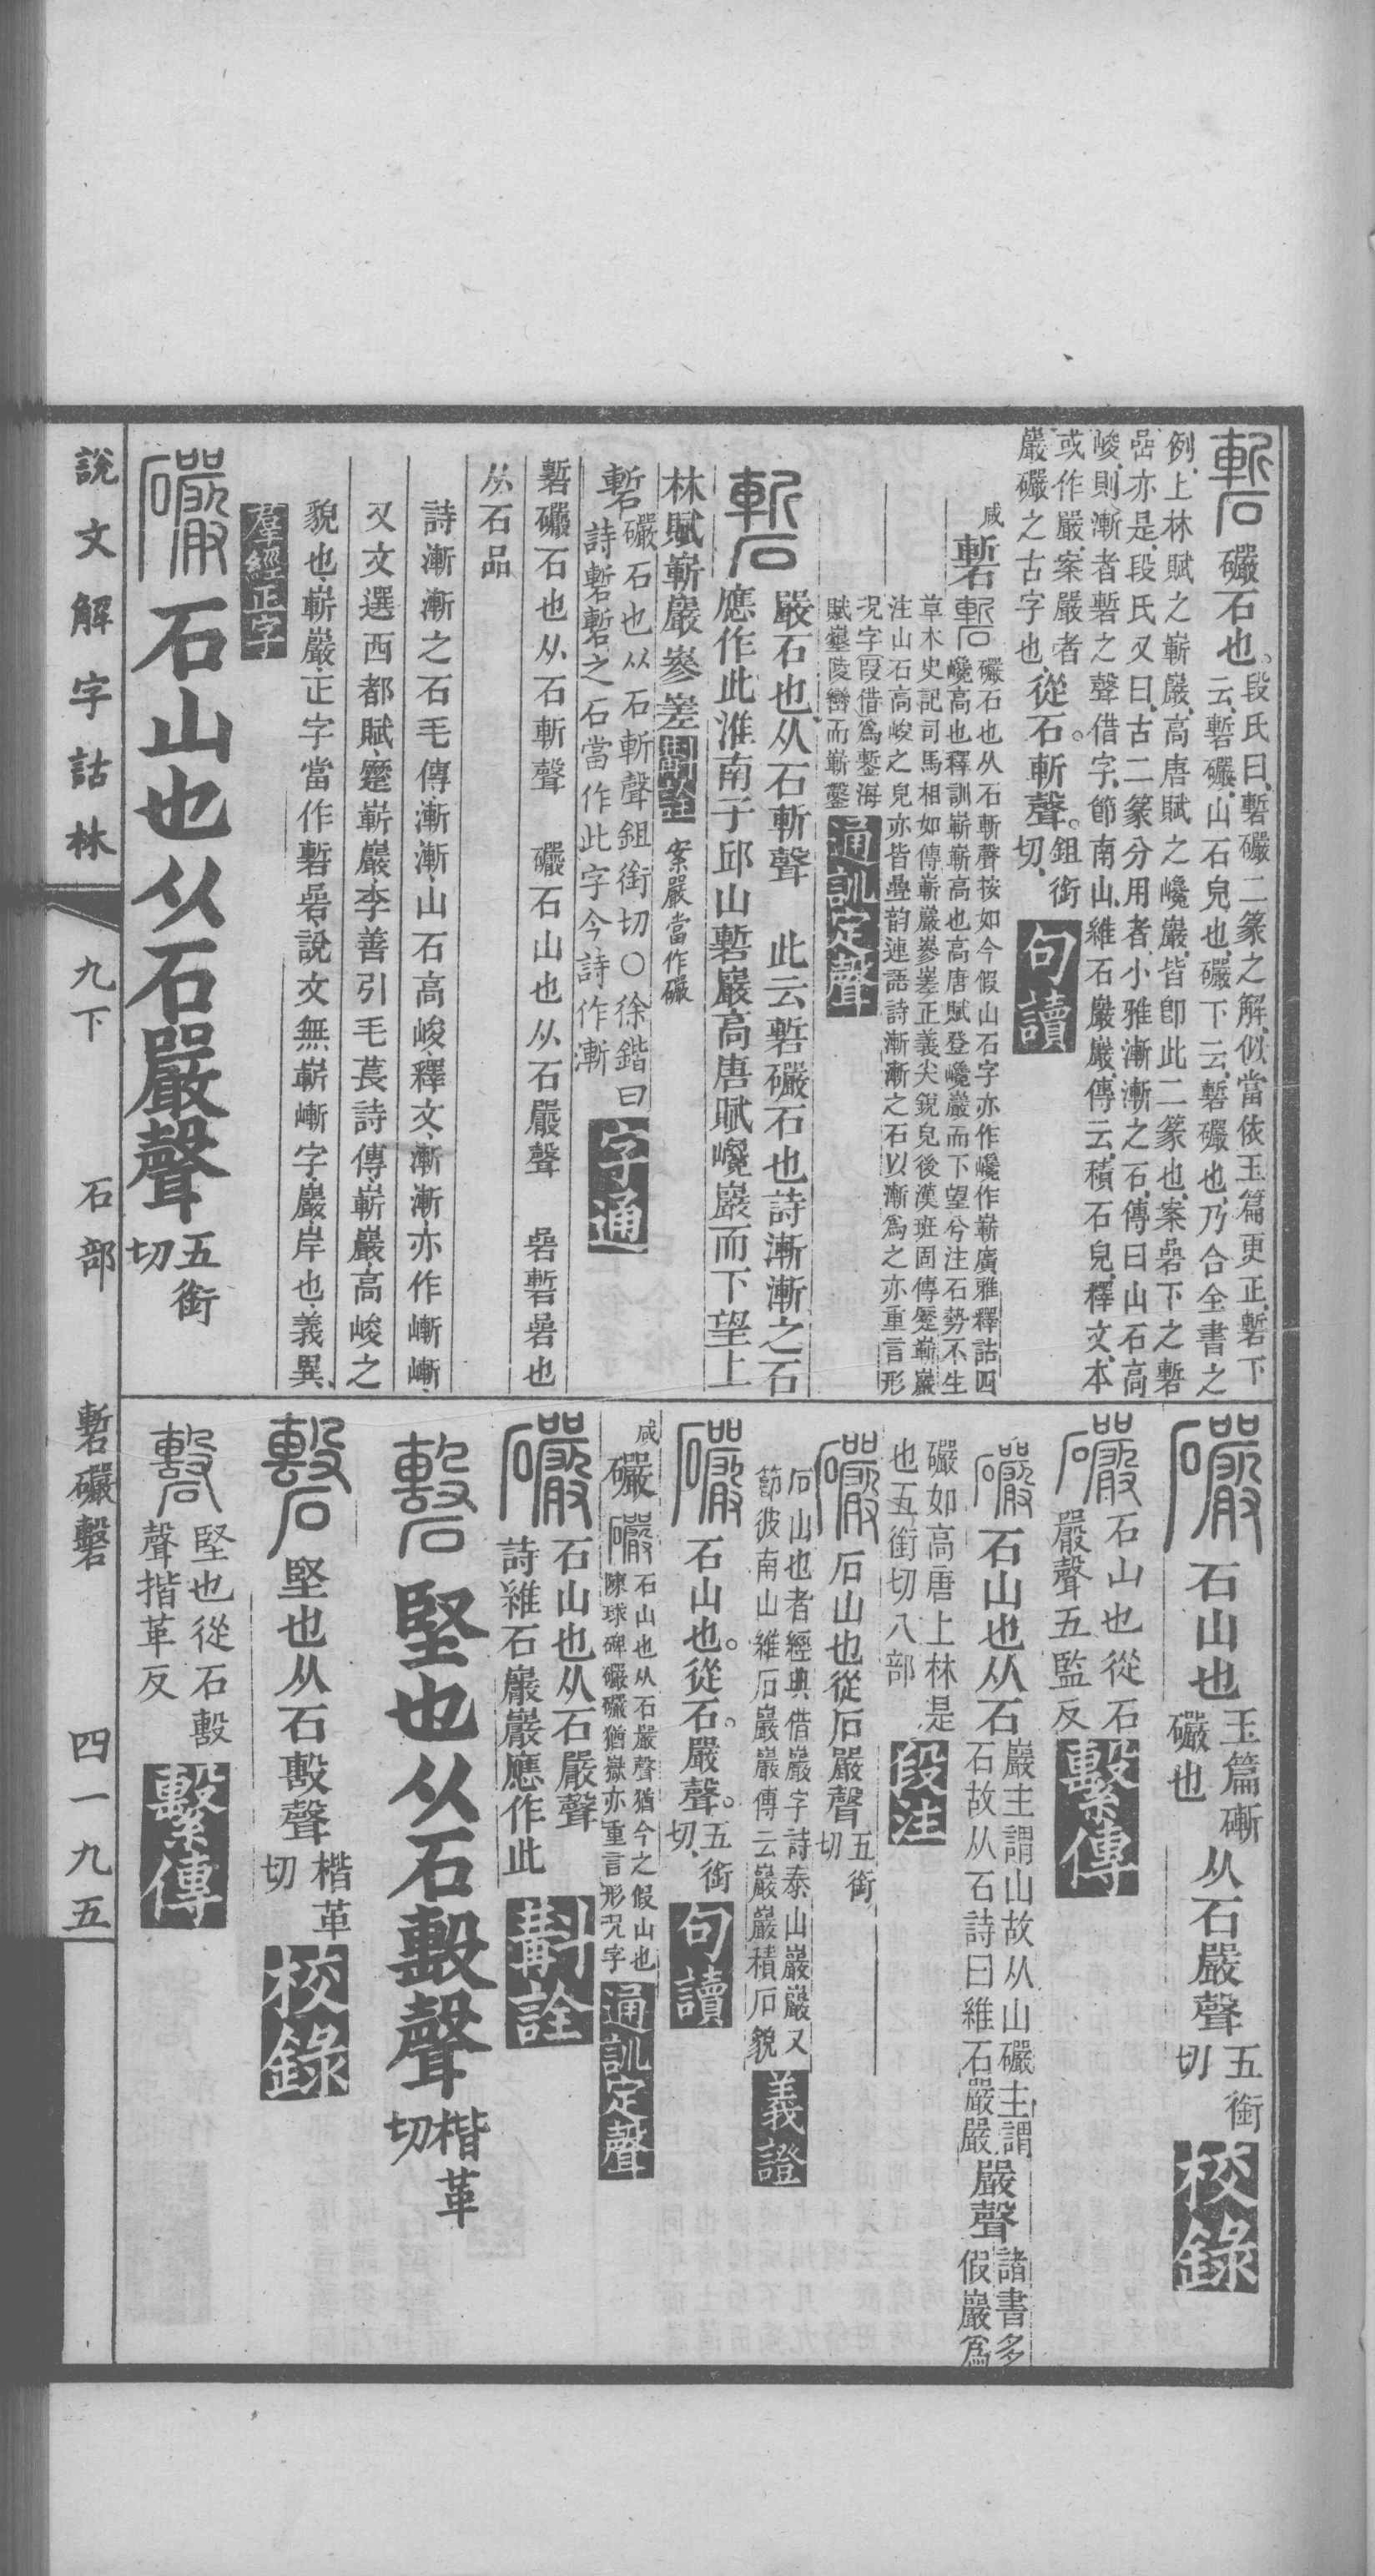 礹石也。段氏曰、磛礹二篆之解、似當依玉篇更正、磛下
云、磛礹、山石皃也、礹下云、磛礹也、乃合全書之
例、上林賦之嶄巖、高唐賦之巉巖、皆卽此二篆也、案碞下之磛
嵒亦是、段氏又曰、古二篆分用者、小雅漸漸之石、傳曰山石高
峻、則漸者磛之聲借字、節南山、維石巖巖、傳云、積石皃、釋文、本
或作嚴、案嚴者
巖礹之古字也、從石。斬聲。鉏銜切、句讀
咸
磛 礹石也从石斬聲按如今假山石字亦作巉作嶄廣雅釋詁四
巉高也釋訓嶄嶄高也高唐賦登巉巖而下望兮注石勢不生
草木史記司馬相如傳嶄巖㠁嵯正義尖銳皃後漢班固傳蹷嶄巖
注山石高峻之皃亦皆疊韵連語詩漸漸之石以漸爲之亦重言形
況字叚借爲鏨海
賦𡐛陵巒而嶄鑿 通訓定聲
嚴石也从石斬聲 此云磛礹石也詩漸漸之石
應作此淮南子邱山磛巖高唐賦巉巖而下望上
林賦嶄巖㠁嵯 斠詮 案嚴當作礹
磛 礹石也从石斬聲鉏銜切〇徐鍇曰
詩磛磛之石當作此字今詩作漸 字通
磛礹石也从石斬聲 礹石山也从石嚴聲 碞磛嵒也
从石品
詩漸漸之石毛傳漸漸山石高峻釋文漸漸亦作嶃嶃、
又文選西都賦蹷嶄巖李善引毛萇詩傳嶄巖高峻之
貌也嶄巖正字當作磛碞說文無嶄嶃字巖岸也義異、
羣經正字
礹 石山也从石嚴聲 五銜切
礹 石山也 玉篇磛礹也 从石嚴聲 五銜切 校錄
礹 石山也從石
嚴聲五監反 繫傳
礹 石山也从石 巖主謂山故从山礹主謂
石故从石詩曰維石嚴嚴 嚴聲 諸書多
假巖爲
礹如高唐上林是
也五銜切八部 段注
礹 石山也從石嚴聲 五銜切
石山也者經典借巖字詩泰山巖巖又
節彼南山維石巖巖傳云巖巖積石貌 義證
礹 石山也。從石。嚴聲。五銜切、句讀
咸
礹 礹 石山也从石嚴聲猶今之假山也
陳球碑礹礹猶嶽亦重言形況字 通訓定聲
礹 石山也从石嚴聲
詩維石巖巖應作此 斠詮
堅也从石毄聲 楷革切
堅也从石毄聲 楷革切 校錄
堅也從石毄
聲揩革反 繫傳
說文解字詁林 九下 石部 磛礹磬 四一九五